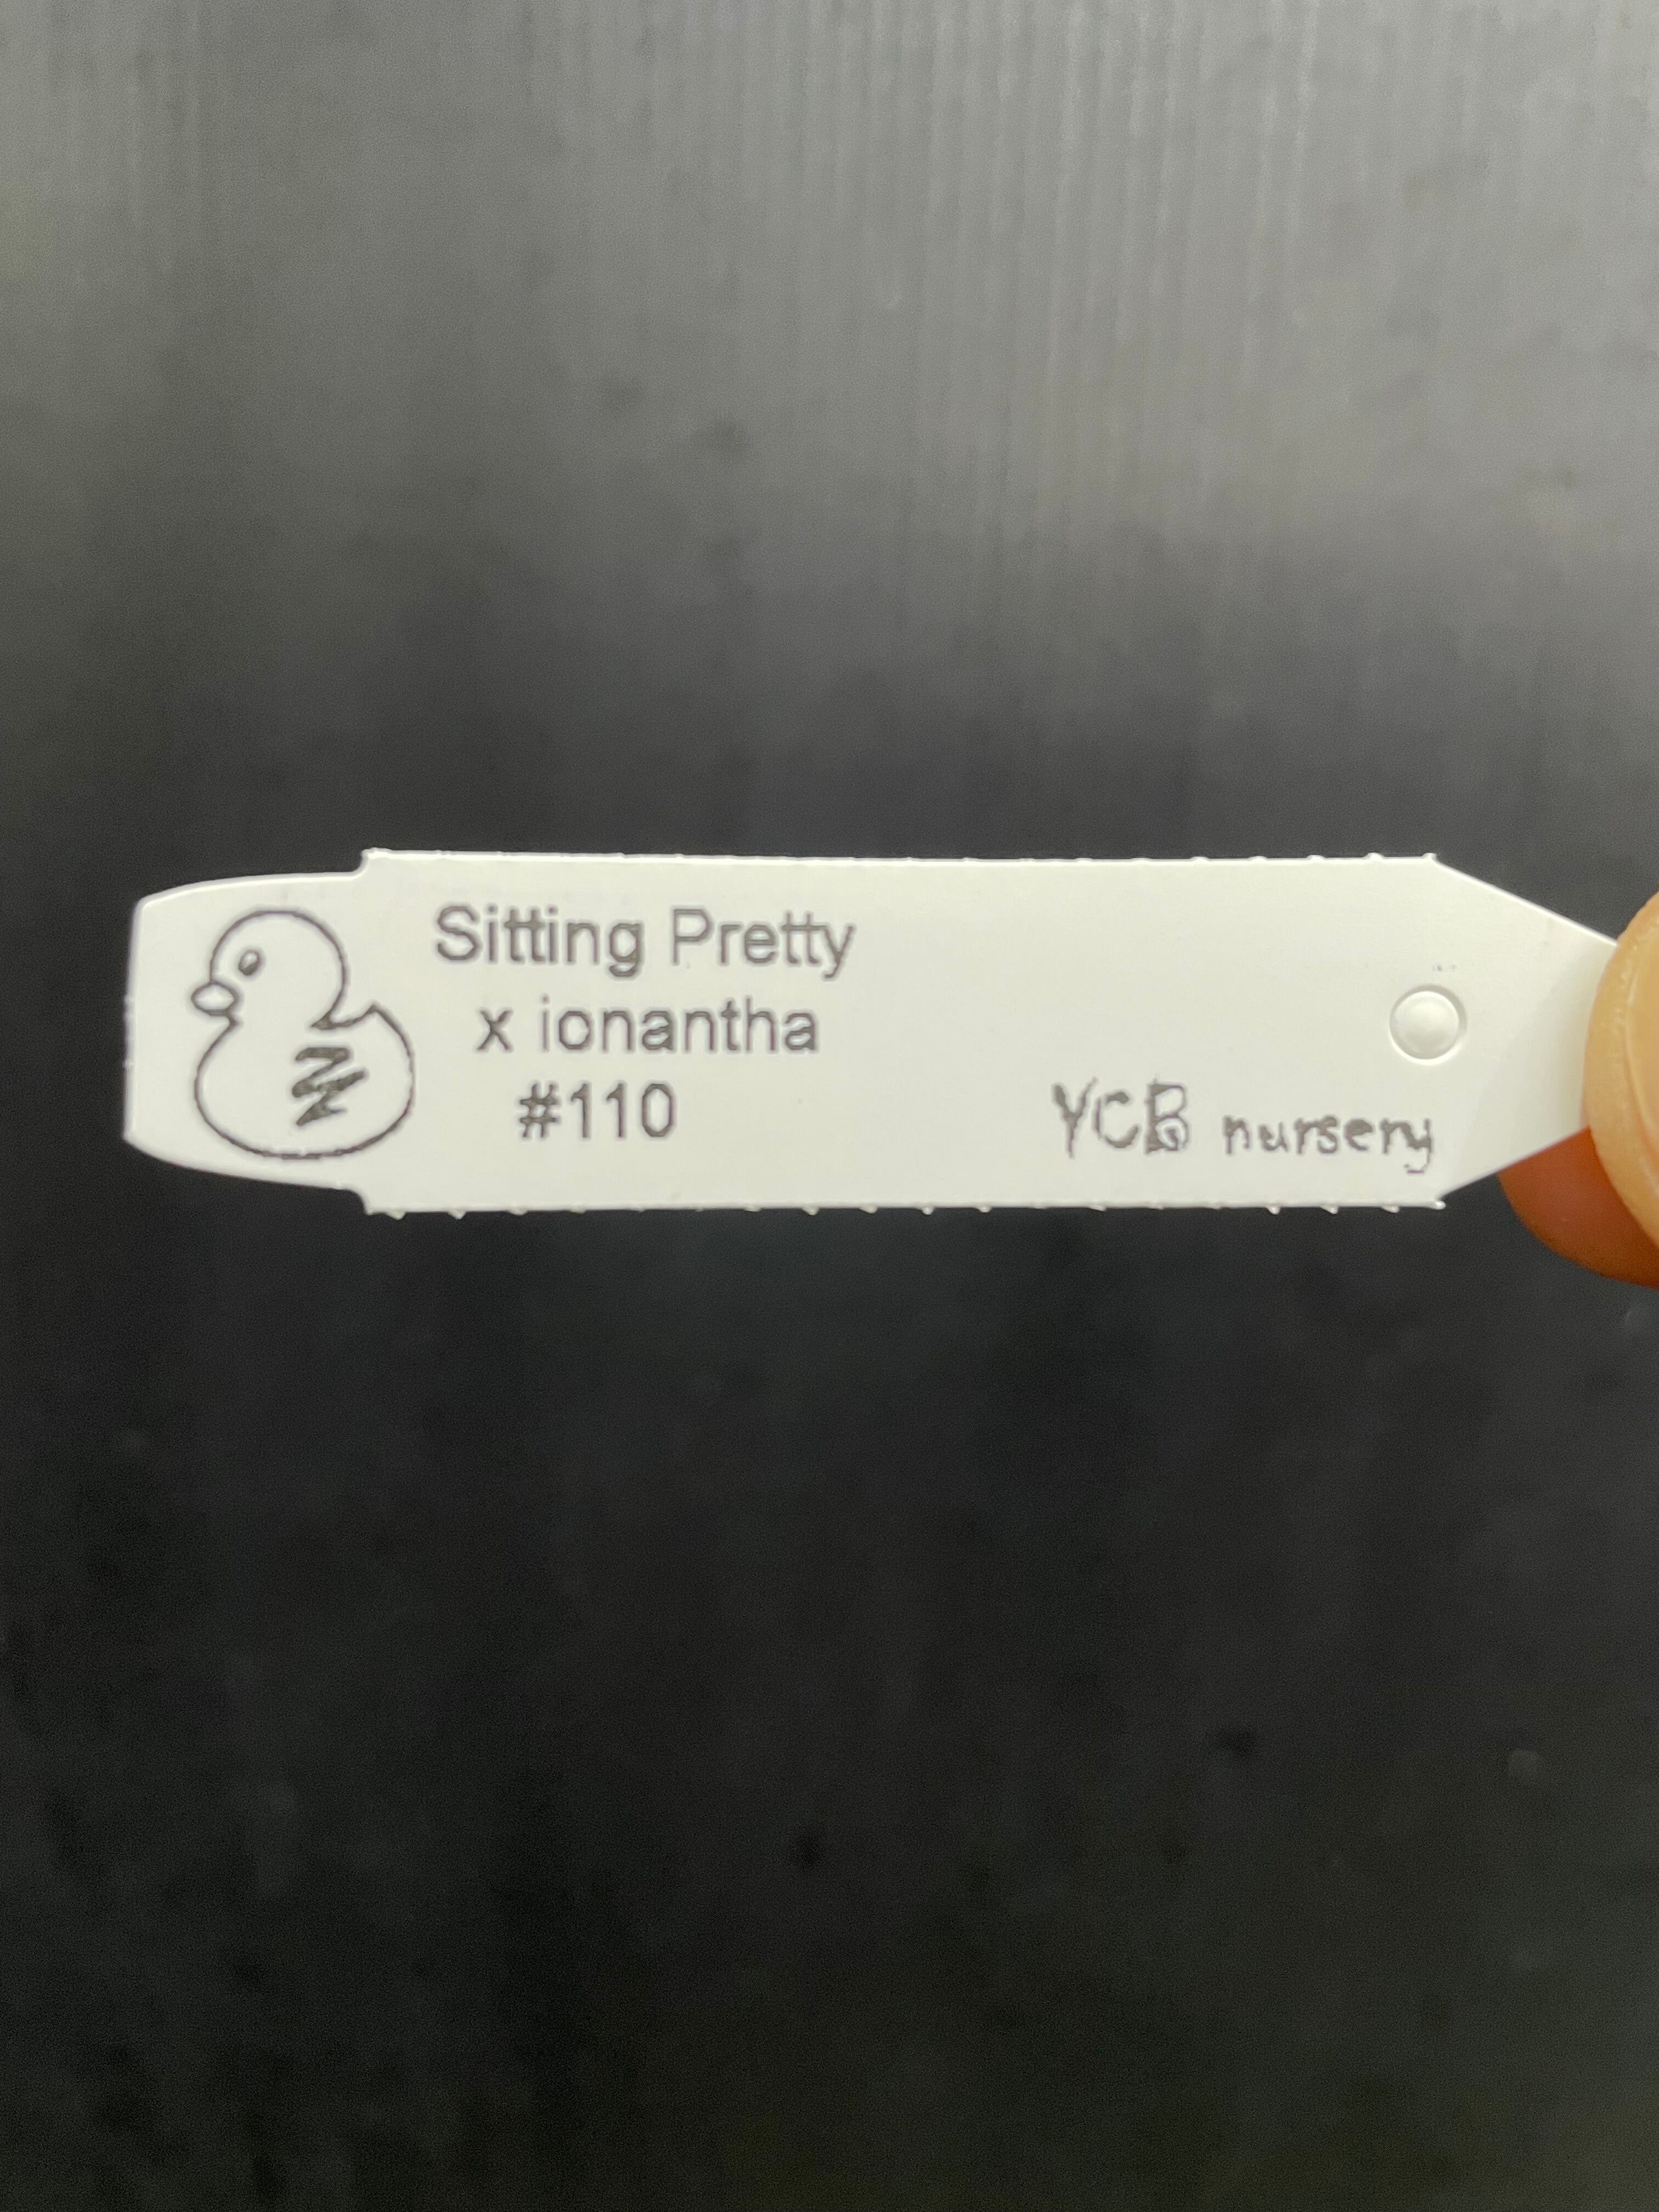 Sitting Pretty
x ionantha
#110
YCB nursery